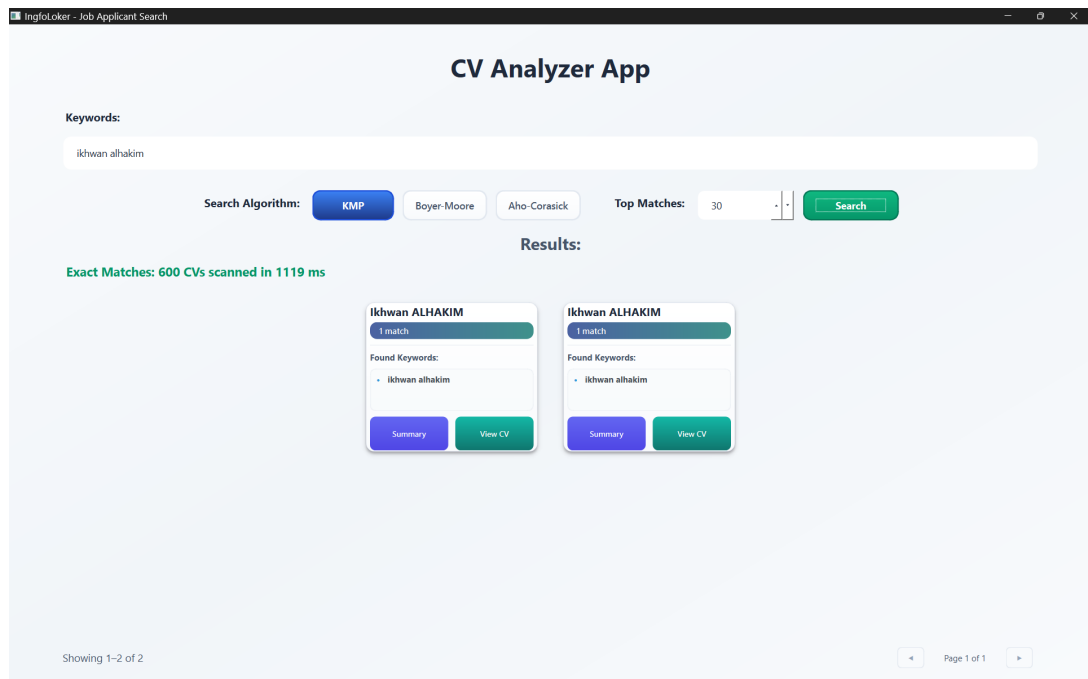 IngfoLoker - Job Applicant Search
CV Analyzer App
Keywords:
ikhwan alhakim
Search Algorithm: KMP Boyer-Moore Aho-Corasick Top Matches: 30 Search
Results:
Exact Matches: 600 CVs scanned in 1119 ms
Ikhwan ALHAKIM
1 match
Found Keywords:
• ikhwan alhakim
Summary View CV
Ikhwan ALHAKIM
1 match
Found Keywords:
• ikhwan alhakim
Summary View CV
Showing 1–2 of 2
Page 1 of 1